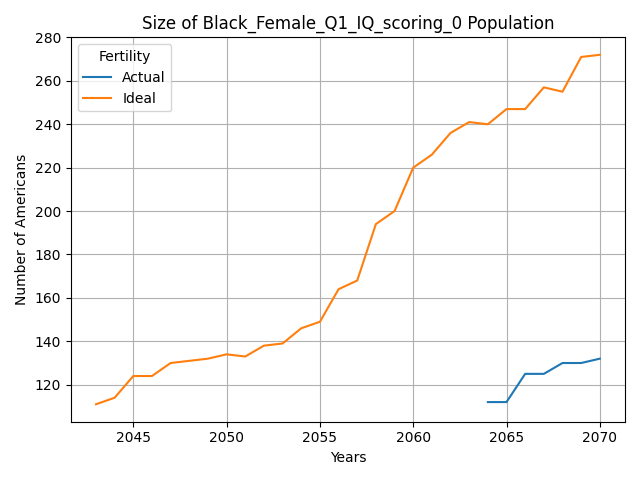 Size of Black_Female_Q1_IQ_scoring_0 Population
Fertility
Actual
Ideal
Number of Americans
280
260
240
220
200
180
160
140
120
2045 2050 2055 2060 2065 2070
Years